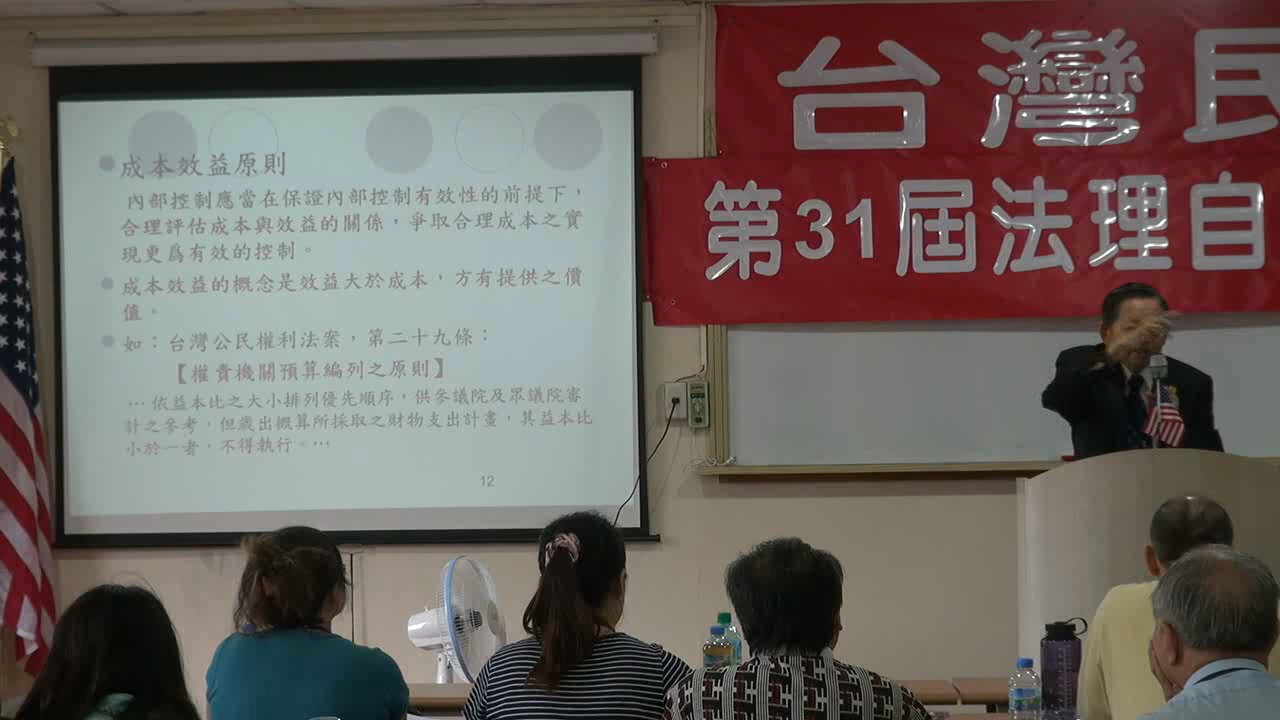 成本效益原則
內部控制應當在保證內部控制有效性的前提下，
合理評估成本與效益的關係，爭取合理成本之實
現更爲有效的控制。
成本效益的概念是效益大於成本，方有提供之價
值。
如：台灣公民權利法案，第二十九條：
【權責機關預算編列之原則】
…依益本比之大小排列優先順序，供參議院及眾議院審
計之參考，但歲出概算所採取之財物支出計畫，其益本比
小於一者，不得執行。…
12
台灣民
第31屆法理自